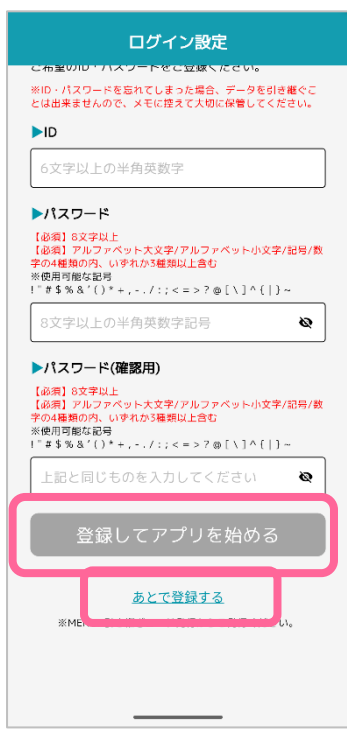 ログイン設定
ご希望のID・パスワードをご登録ください。
※ID・パスワードを忘れてしまった場合、データを引き継ぐこ
とは出来ませんので、メモに控えて大切に保管してください。
▶ID
6文字以上の半角英数字
▶パスワード
【必須】8文字以上
【必須】アルファベット大文字/アルファベット小文字/記号/数
字の4種類の内、いずれか3種類以上含む
※使用可能な記号
!"#$%&'()*+,-./:;<=>?@[\]^{|}~
8文字以上の半角英数字記号
▶パスワード(確認用)
【必須】8文字以上
【必須】アルファベット大文字/アルファベット小文字/記号/数
字の4種類の内、いずれか3種類以上含む
※使用可能な記号
!"#$%&'()*+,-./:;<=>?@[\]^{|}~
上記と同じものを入力してください
登録してアプリを始める
あとで登録する
※ME
い。